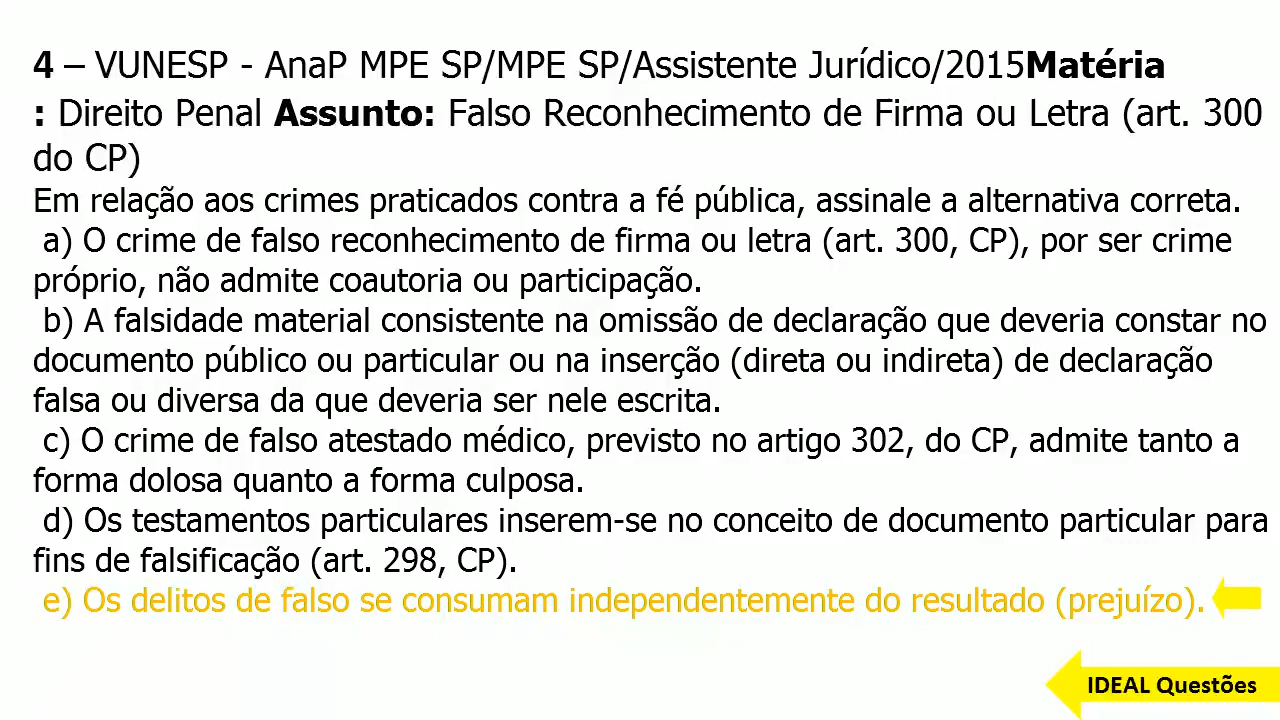 4 – VUNESP - AnaP MPE SP/MPE SP/Assistente Jurídico/2015Matéria
: Direito Penal Assunto: Falso Reconhecimento de Firma ou Letra (art. 300
do CP)
Em relação aos crimes praticados contra a fé pública, assinale a alternativa correta.
a) O crime de falso reconhecimento de firma ou letra (art. 300, CP), por ser crime
próprio, não admite coautoria ou participação.
b) A falsidade material consistente na omissão de declaração que deveria constar no
documento público ou particular ou na inserção (direta ou indireta) de declaração
falsa ou diversa da que deveria ser nele escrita.
c) O crime de falso atestado médico, previsto no artigo 302, do CP, admite tanto a
forma dolosa quanto a forma culposa.
d) Os testamentos particulares inserem-se no conceito de documento particular para
fins de falsificação (art. 298, CP).
e) Os delitos de falso se consumam independentemente do resultado (prejuízo).
IDEAL Questões